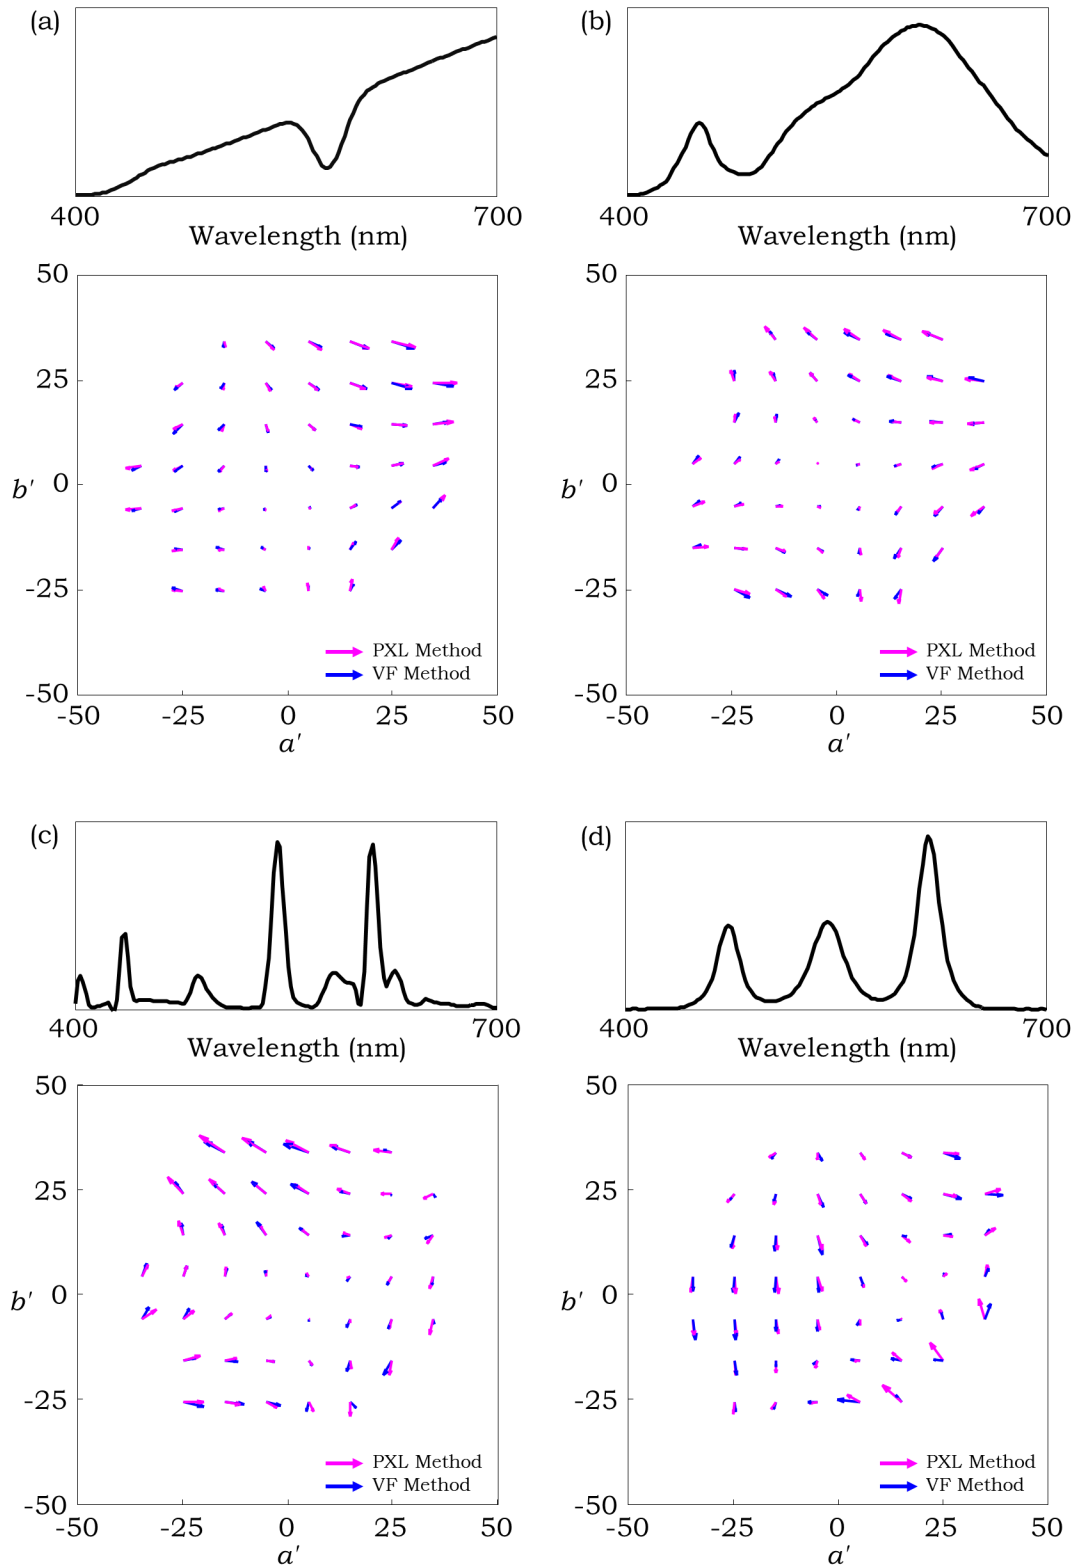 (a)
(b)
400 700
400 700
Wavelength (nm)
Wavelength (nm)
50
25
b′ 0
-25
-50
PXL Method
VF Method
-50 -25 0 25 50
a′
50
25
b′ 0
-25
-50
PXL Method
VF Method
-50 -25 0 25 50
a′
(c)
(d)
400 700
400 700
Wavelength (nm)
Wavelength (nm)
50
25
b′ 0
-25
-50
PXL Method
VF Method
-50 -25 0 25 50
a′
50
25
b′ 0
-25
-50
PXL Method
VF Method
-50 -25 0 25 50
a′